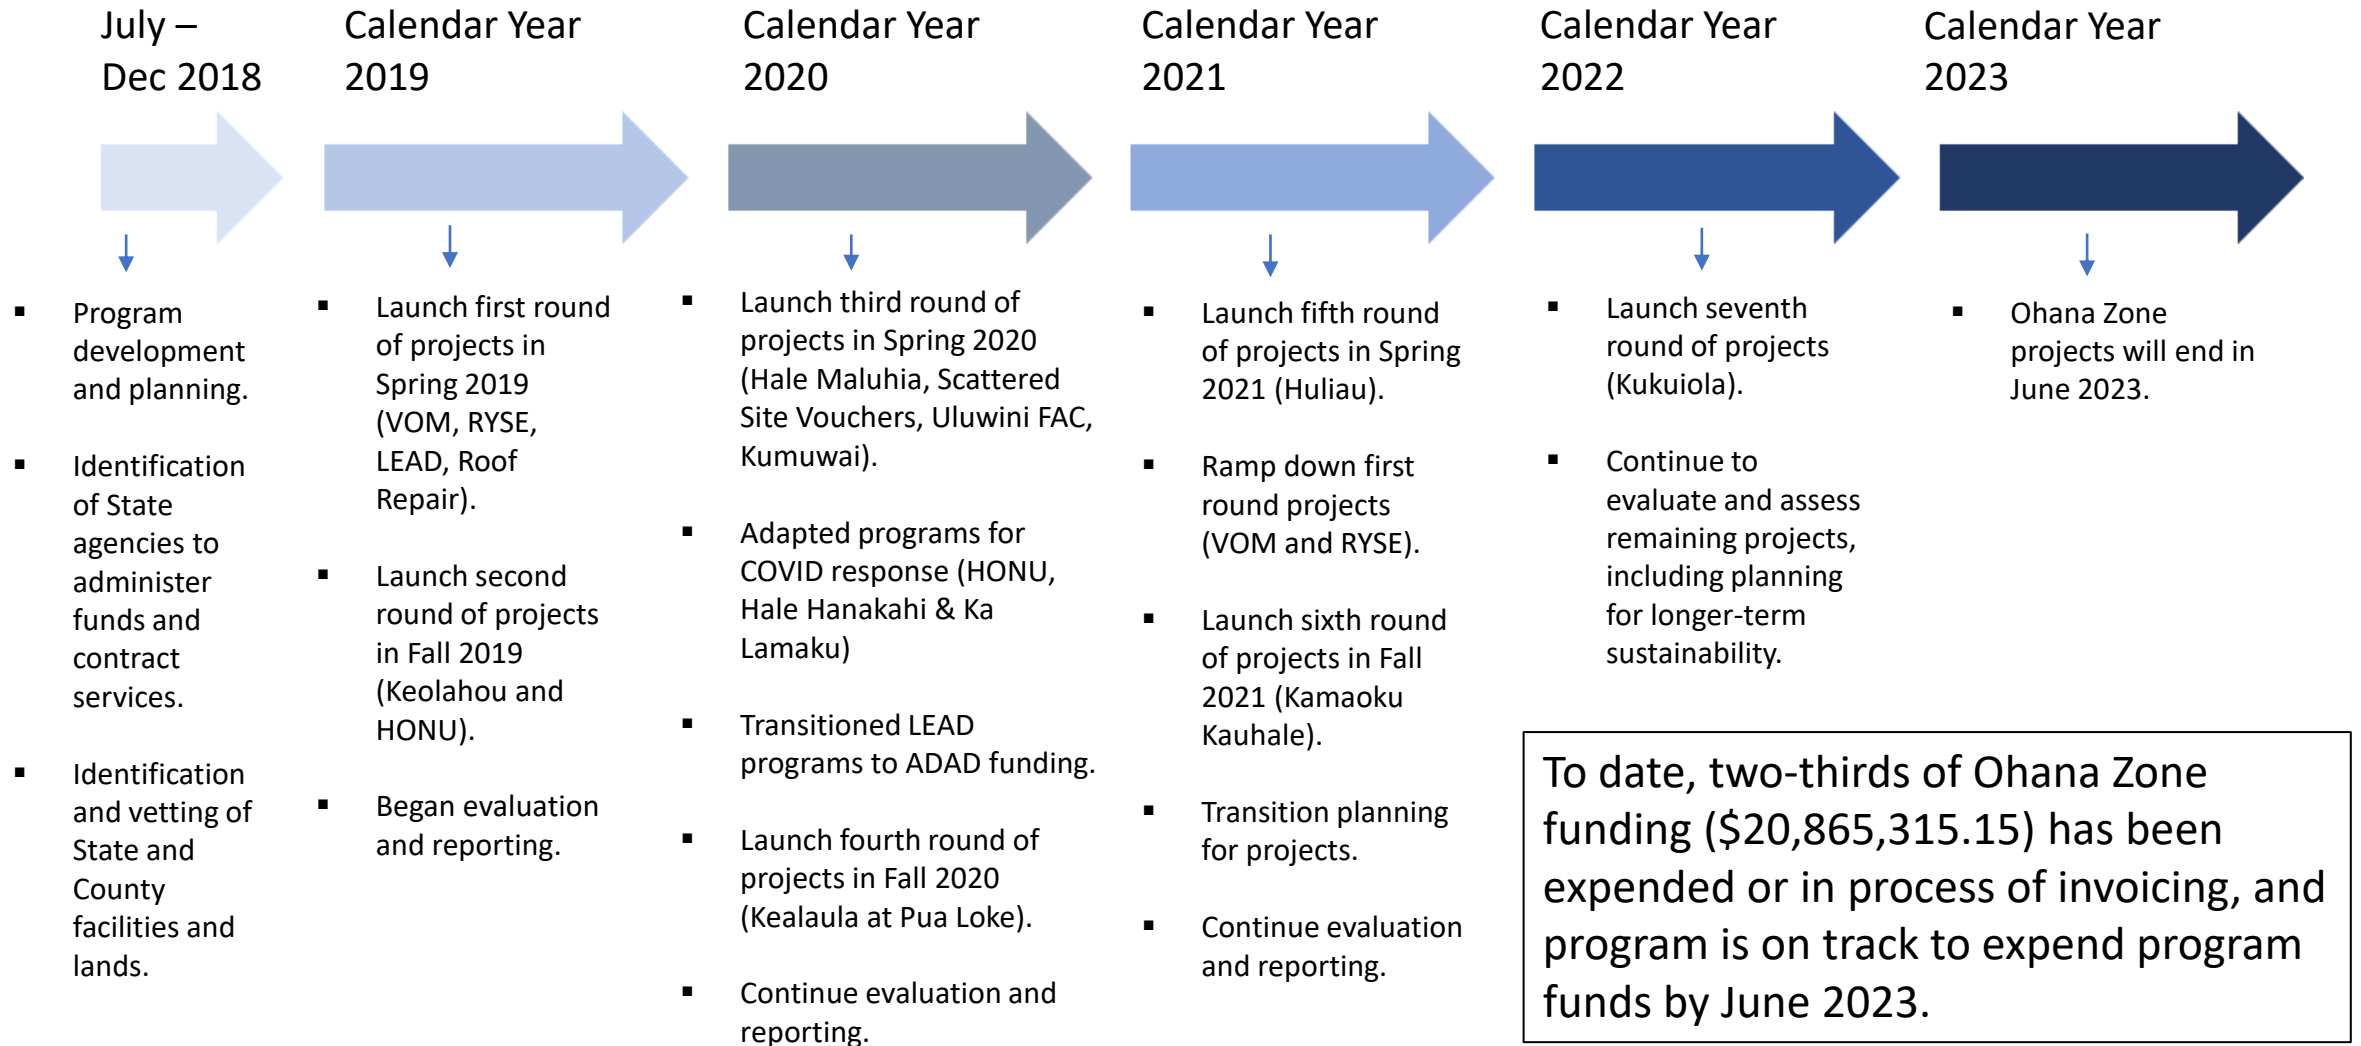 July –
Dec 2018
▪ Program
development
and planning.
▪ Identification
of State
agencies to
administer
funds and
contract
services.
▪ Identification
and vetting of
State and
County
facilities and
lands.
Calendar Year
2019
▪ Launch first round
of projects in
Spring 2019
(VOM, RYSE,
LEAD, Roof
Repair).
▪ Launch second
round of projects
in Fall 2019
(Keolahou and
HONU).
▪ Began evaluation
and reporting.
Calendar Year
2020
▪ Launch third round of
projects in Spring 2020
(Hale Maluhia, Scattered
Site Vouchers, Uluwini FAC,
Kumuwai).
▪ Adapted programs for
COVID response (HONU,
Hale Hanakahi & Ka
Lamaku)
▪ Transitioned LEAD
programs to ADAD funding.
▪ Launch fourth round of
projects in Fall 2020
(Kealaula at Pua Loke).
▪ Continue evaluation and
reporting.
Calendar Year
2021
▪ Launch fifth round
of projects in Spring
2021 (Huliau).
▪ Ramp down first
round projects
(VOM and RYSE).
▪ Launch sixth round
of projects in Fall
2021 (Kamaoku
Kauhale).
▪ Transition planning
for projects.
▪ Continue evaluation
and reporting.
Calendar Year
2022
▪ Launch seventh
round of projects
(Kukuiola).
▪ Continue to
evaluate and assess
remaining projects,
including planning
for longer-term
sustainability.
Calendar Year
2023
▪ Ohana Zone
projects will end in
June 2023.
To date, two-thirds of Ohana Zone
funding ($20,865,315.15) has been
expended or in process of invoicing, and
program is on track to expend program
funds by June 2023.